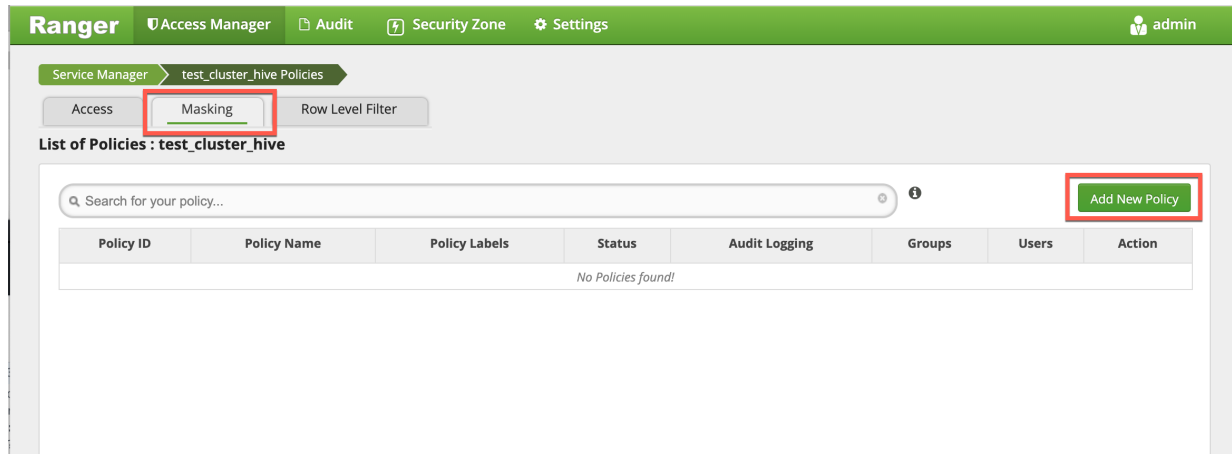 Ranger Access Manager Audit Security Zone Settings admin
Service Manager test_cluster_hive Policies
Access Masking Row Level Filter
List of Policies : test_cluster_hive
Search for your policy...
Add New Policy
Policy ID Policy Name Policy Labels Status Audit Logging Groups Users Action
No Policies found!